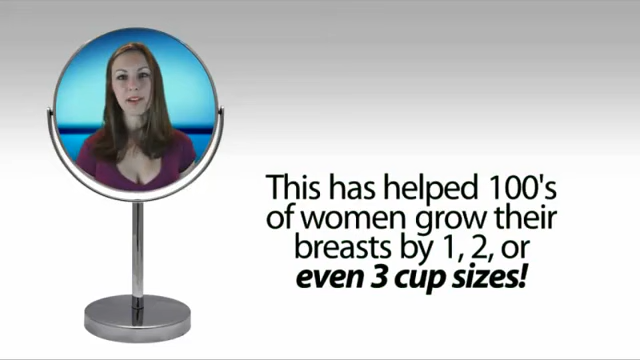 This has helped 100's
of women grow their
breasts by 1, 2, or
even 3 cup sizes!